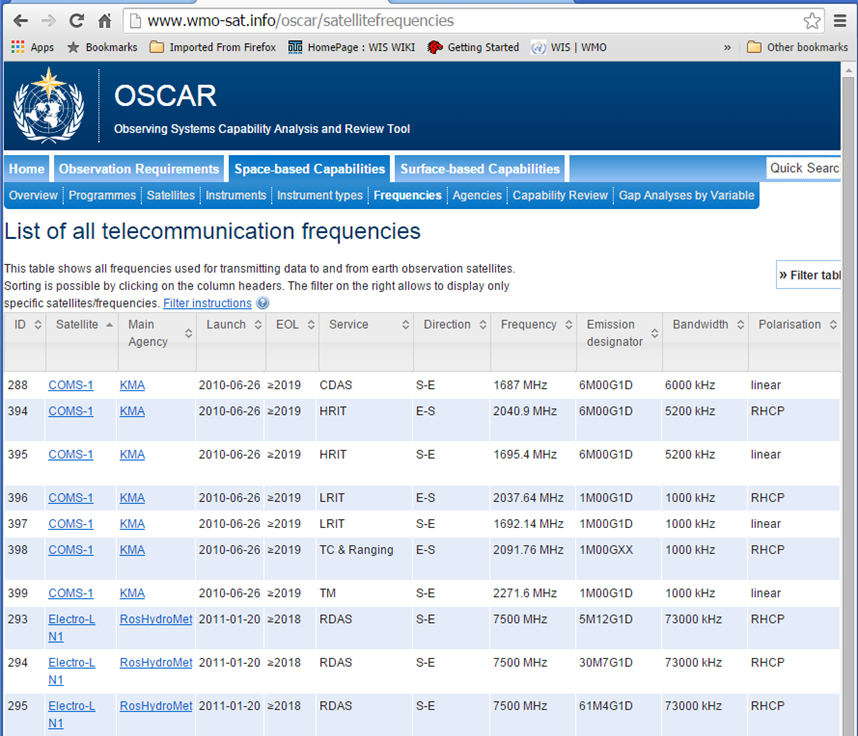 www.wmo-sat.info/oscar/satellitefrequencies
Apps Bookmarks Imported From Firefox HomePage : WIS WIKI Getting Started WIS | WMO » Other bookmarks
OSCAR
Observing Systems Capability Analysis and Review Tool
Home Observation Requirements Space-based Capabilities Surface-based Capabilities Quick Searc
Overview Programmes Satellites Instruments Instrument types Frequencies Agencies Capability Review Gap Analyses by Variable
List of all telecommunication frequencies
This table shows all frequencies used for transmitting data to and from earth observation satellites.
Sorting is possible by clicking on the column headers. The filter on the right allows to display only
specific satellites/frequencies. Filter instructions
» Filter tabl
ID Satellite Main Agency Launch EOL Service Direction Frequency Emission designator Bandwidth Polarisation
288 COMS-1 KMA 2010-06-26 ≥2019 CDAS S-E 1687 MHz 6M00G1D 6000 kHz linear
394 COMS-1 KMA 2010-06-26 ≥2019 HRIT E-S 2040.9 MHz 6M00G1D 5200 kHz RHCP
395 COMS-1 KMA 2010-06-26 ≥2019 HRIT S-E 1695.4 MHz 6M00G1D 5200 kHz linear
396 COMS-1 KMA 2010-06-26 ≥2019 LRIT E-S 2037.64 MHz 1M00G1D 1000 kHz RHCP
397 COMS-1 KMA 2010-06-26 ≥2019 LRIT S-E 1692.14 MHz 1M00G1D 1000 kHz linear
398 COMS-1 KMA 2010-06-26 ≥2019 TC & Ranging E-S 2091.76 MHz 1M00GXX 1000 kHz RHCP
399 COMS-1 KMA 2010-06-26 ≥2019 TM S-E 2271.6 MHz 1M00G1D 1000 kHz linear
293 Electro-L N1 RosHydroMet 2011-01-20 ≥2018 RDAS S-E 7500 MHz 5M12G1D 73000 kHz RHCP
294 Electro-L N1 RosHydroMet 2011-01-20 ≥2018 RDAS S-E 7500 MHz 30M7G1D 73000 kHz RHCP
295 Electro-L N1 RosHydroMet 2011-01-20 ≥2018 RDAS S-E 7500 MHz 61M4G1D 73000 kHz RHCP